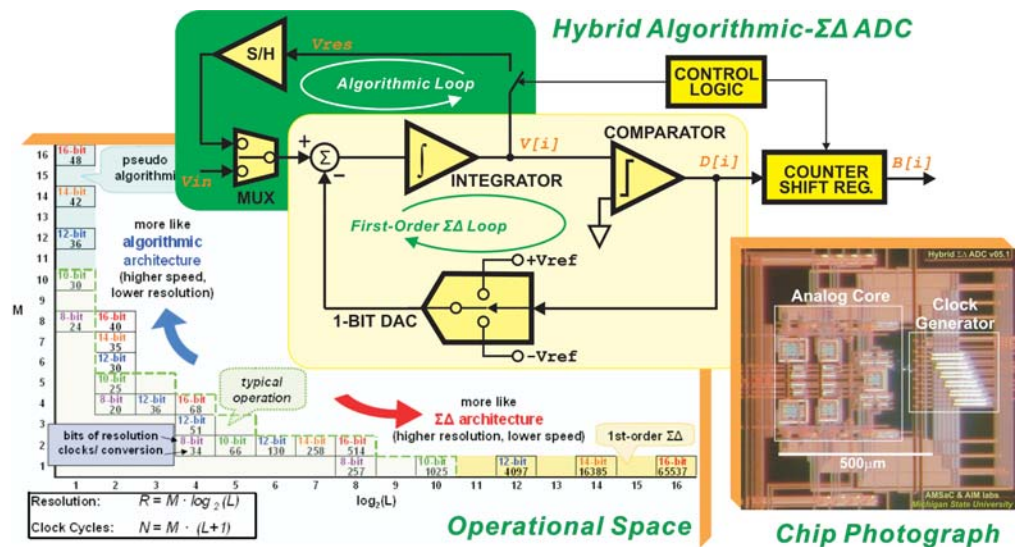 Hybrid Algorithmic-ΣΔ ADC
S/H
Vres
Algorithmic Loop
CONTROL
LOGIC
COMPARATOR
V[i]
D[i]
B[i]
Vin
MUX
+
Σ
−
∫
INTEGRATOR
COUNTER
SHIFT REG.
First-Order ΣΔ Loop
+Vref
1-BIT DAC
-Vref
16
15
14
13
12
11
10
9
8
7
6
5
4
3
2
1
M
16-bit
48
pseudo
algorithmic
14-bit
42
12-bit
36
10-bit
30
8-bit
24
more like
algorithmic
architecture
(higher speed,
lower resolution)
16-bit
40
14-bit
35
12-bit
30
10-bit
25
8-bit
20
12-bit
36
16-bit
68
12-bit
51
typical
operation
more like
ΣΔ architecture
(higher resolution, lower speed)
1st-order ΣΔ
bits of resolution
clocks/ conversion
8-bit
34
10-bit
66
12-bit
130
14-bit
258
16-bit
514
8-bit
257
10-bit
1025
12-bit
4097
14-bit
16385
16-bit
65537
1 2 3 4 5 6 7 8 9 10 11 12 13 14 15 16
log2(L)
Resolution: R = M · log2(L)
Clock Cycles: N = M · (L+1)
Operational Space
Hybrid ΣΔ ADC v05.1
Analog Core
Clock
Generator
500μm
AMSaC & AIM labs
Michigan State University
Chip Photograph